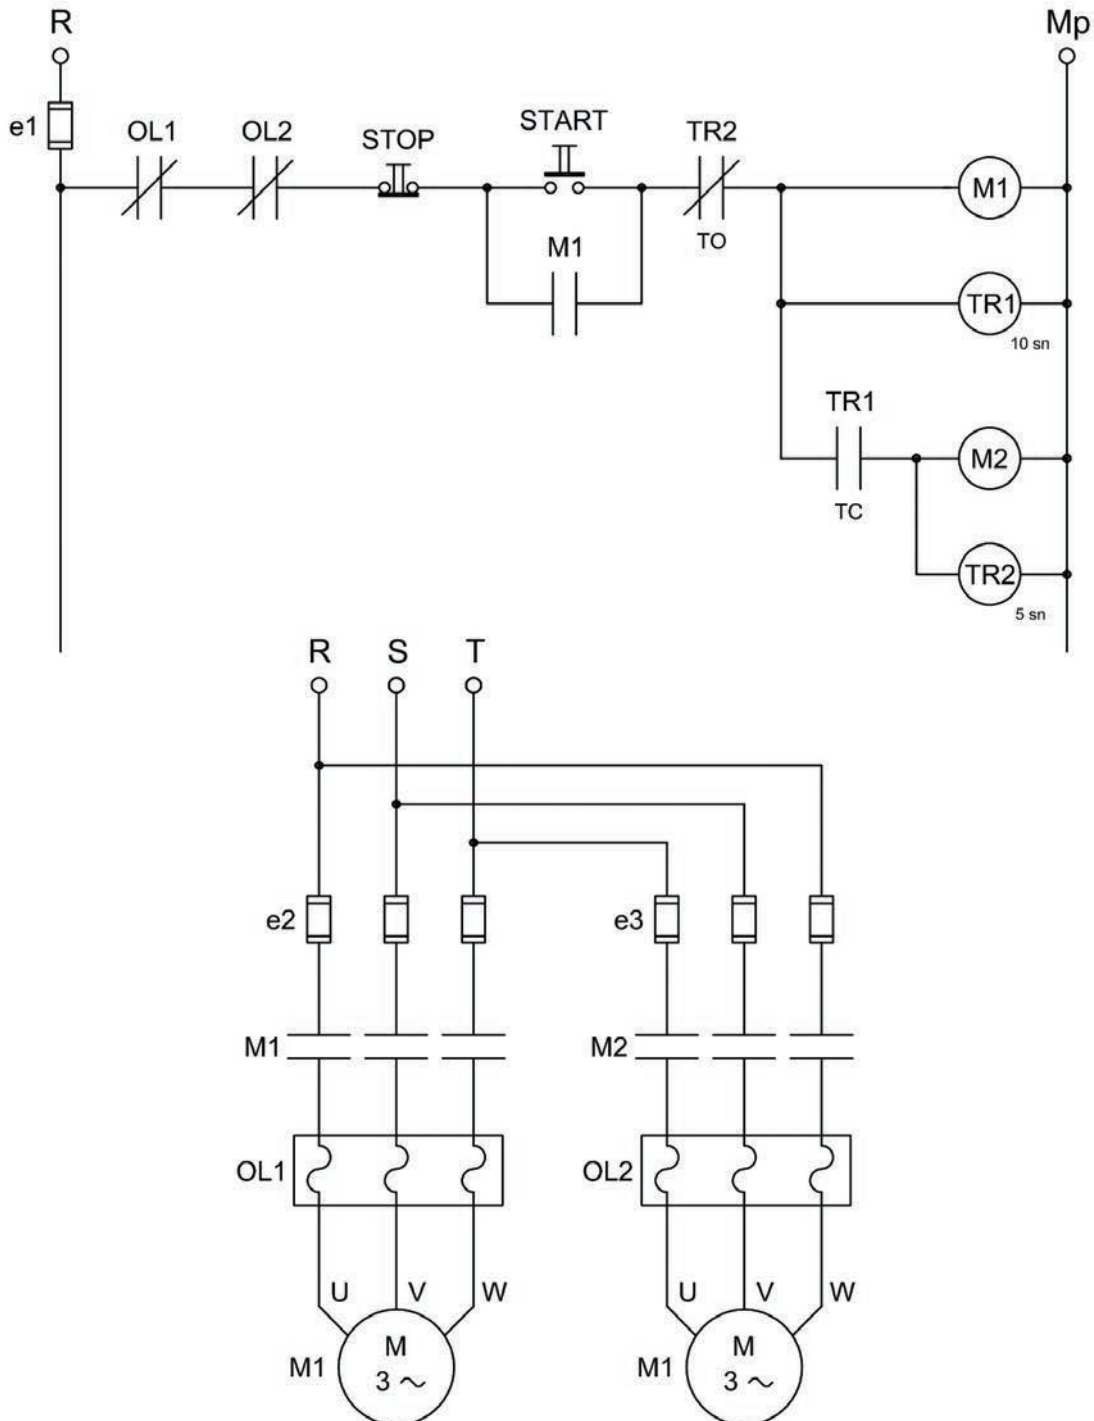 R
Mp
e1
OL1
OL2
STOP
START
TR2
M1
TO
M1
TR1
10 sn
TR1
M2
TC
TR2
5 sn
R S T
e2
e3
M1
M2
OL1
OL2
U V W
U V W
M
3 ~
M1
M
3 ~
M1